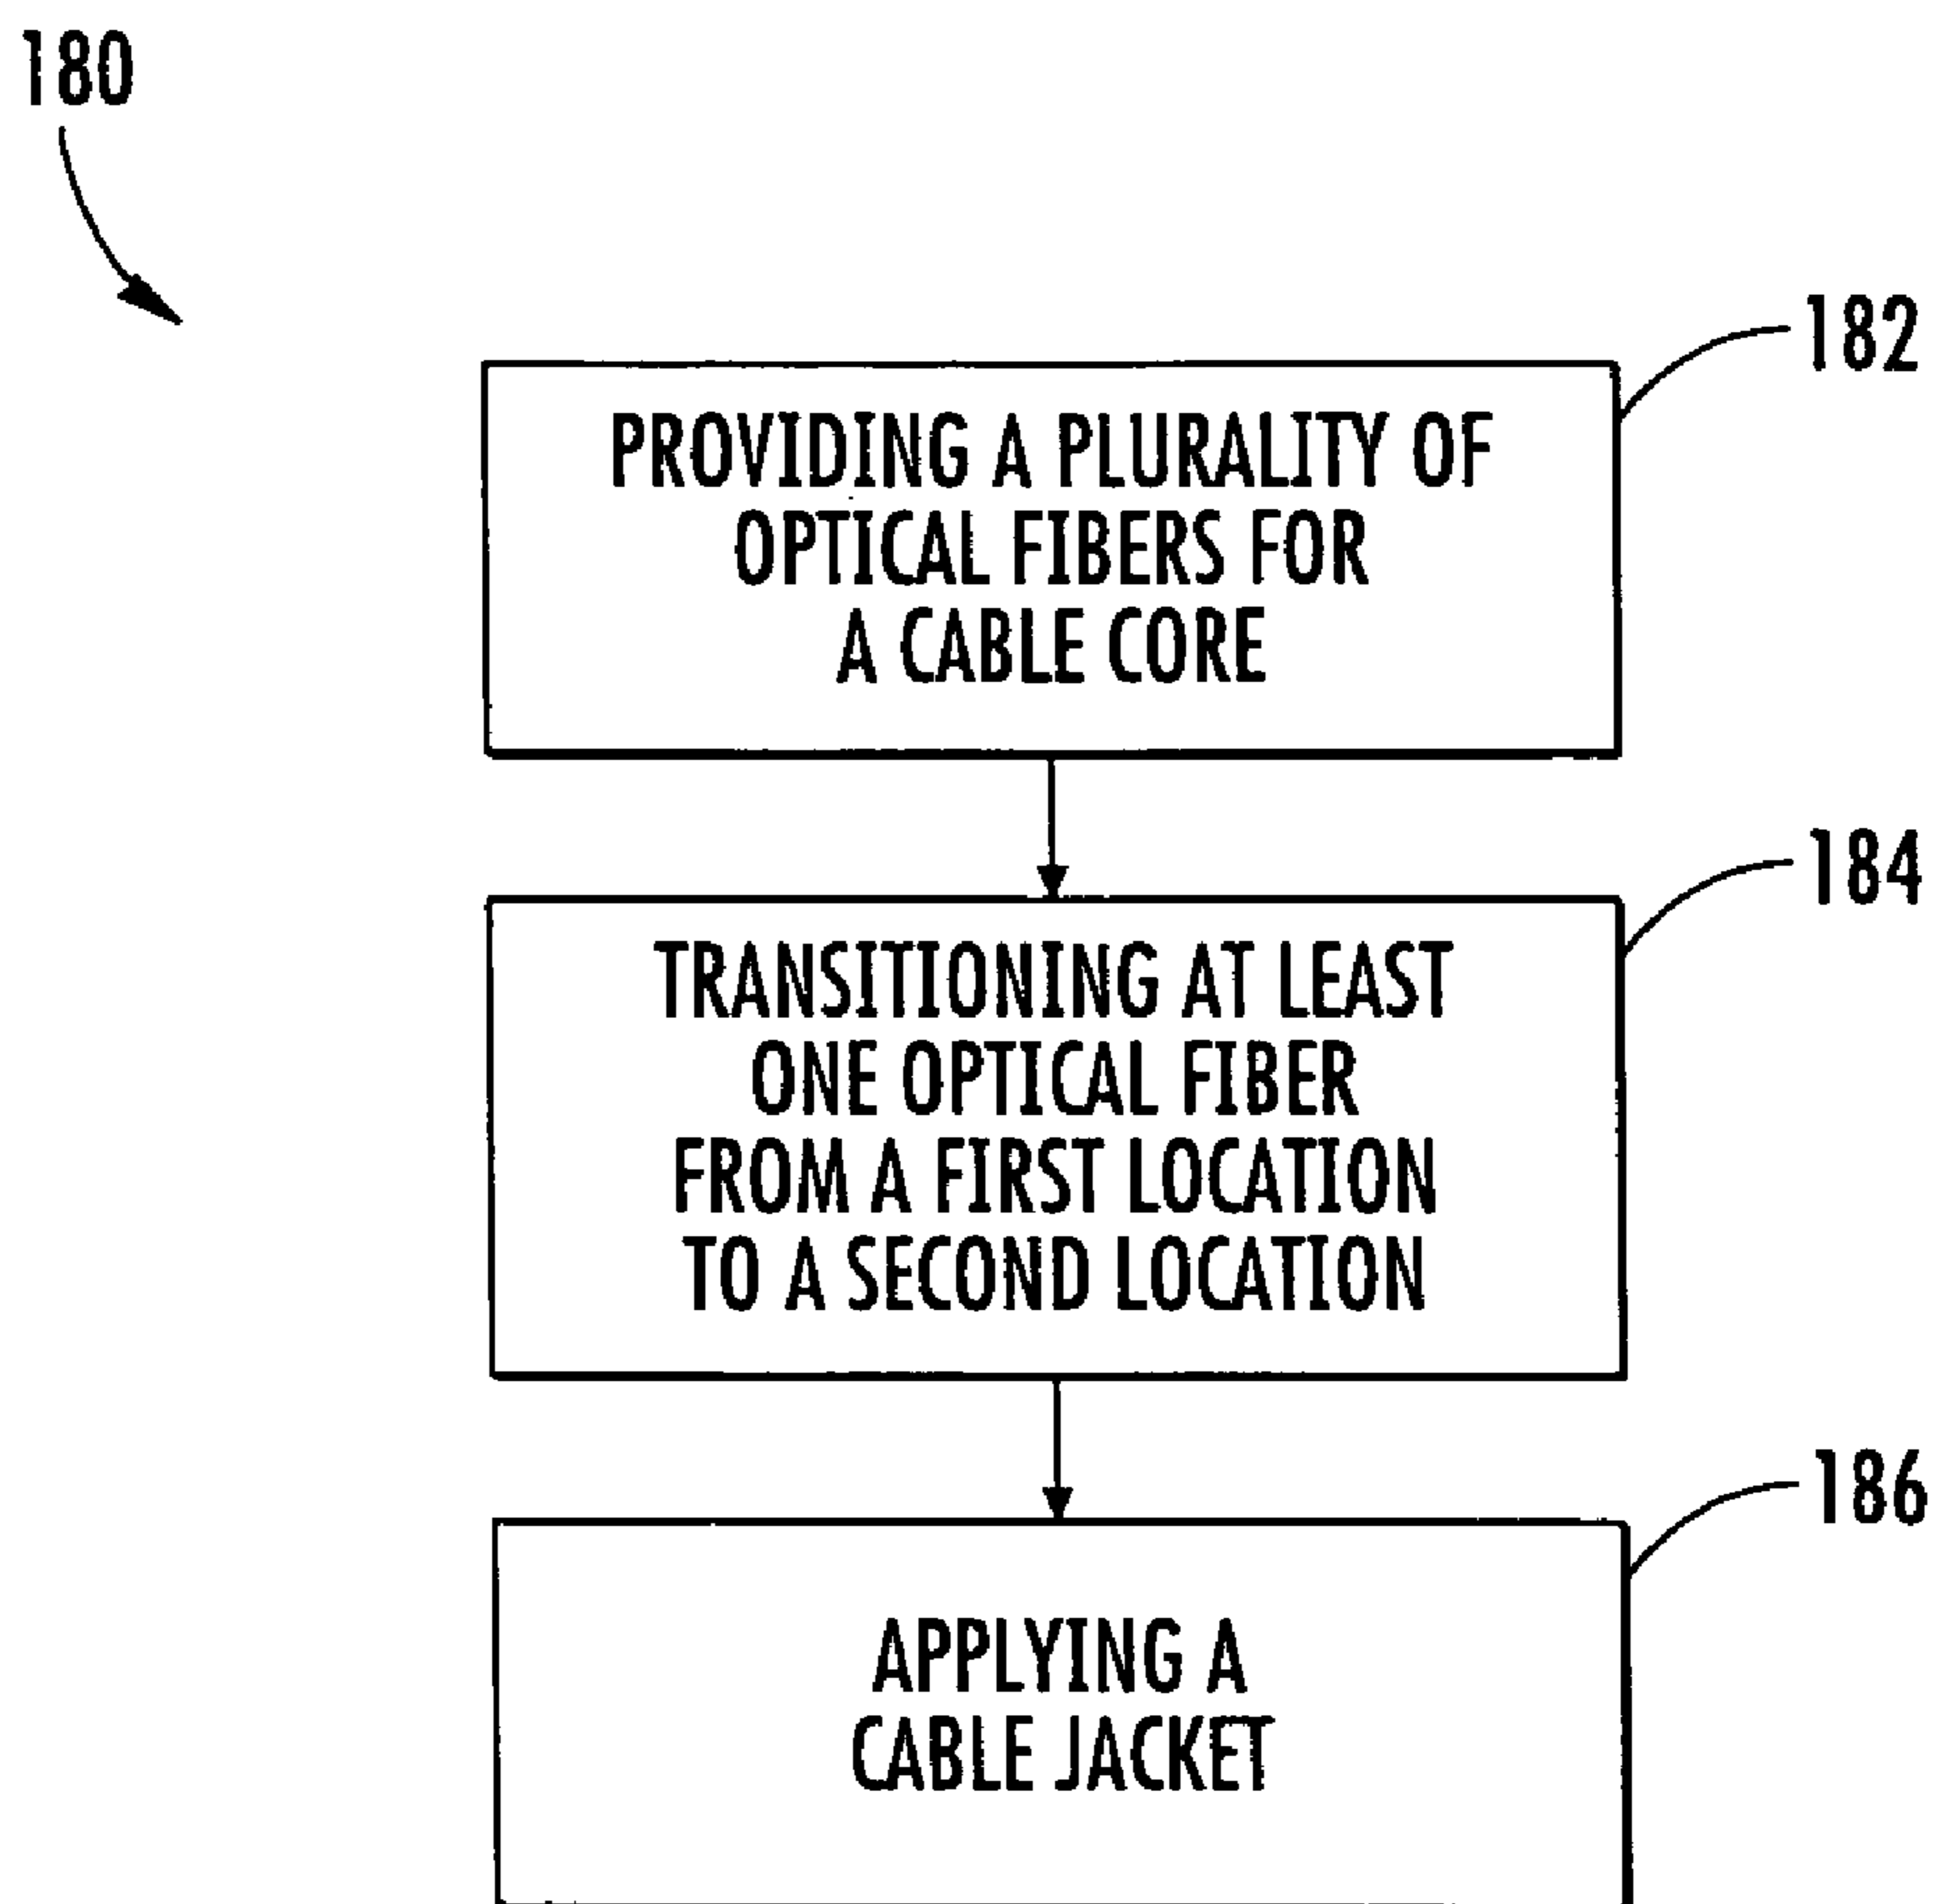 180
182
PROVIDING A PLURALITY OF
OPTICAL FIBERS FOR
A CABLE CORE
184
TRANSITIONING AT LEAST
ONE OPTICAL FIBER
FROM A FIRST LOCATION
TO A SECOND LOCATION
186
APPLYING A
CABLE JACKET